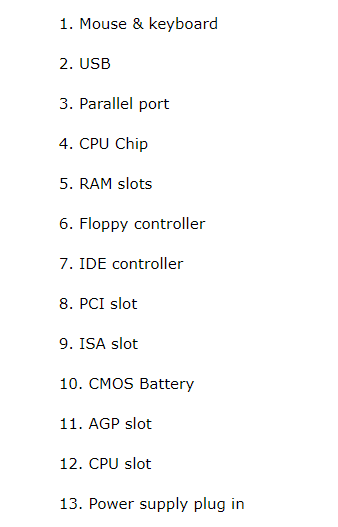 1. Mouse & keyboard
2. USB
3. Parallel port
4. CPU Chip
5. RAM slots
6. Floppy controller
7. IDE controller
8. PCI slot
9. ISA slot
10. CMOS Battery
11. AGP slot
12. CPU slot
13. Power supply plug in